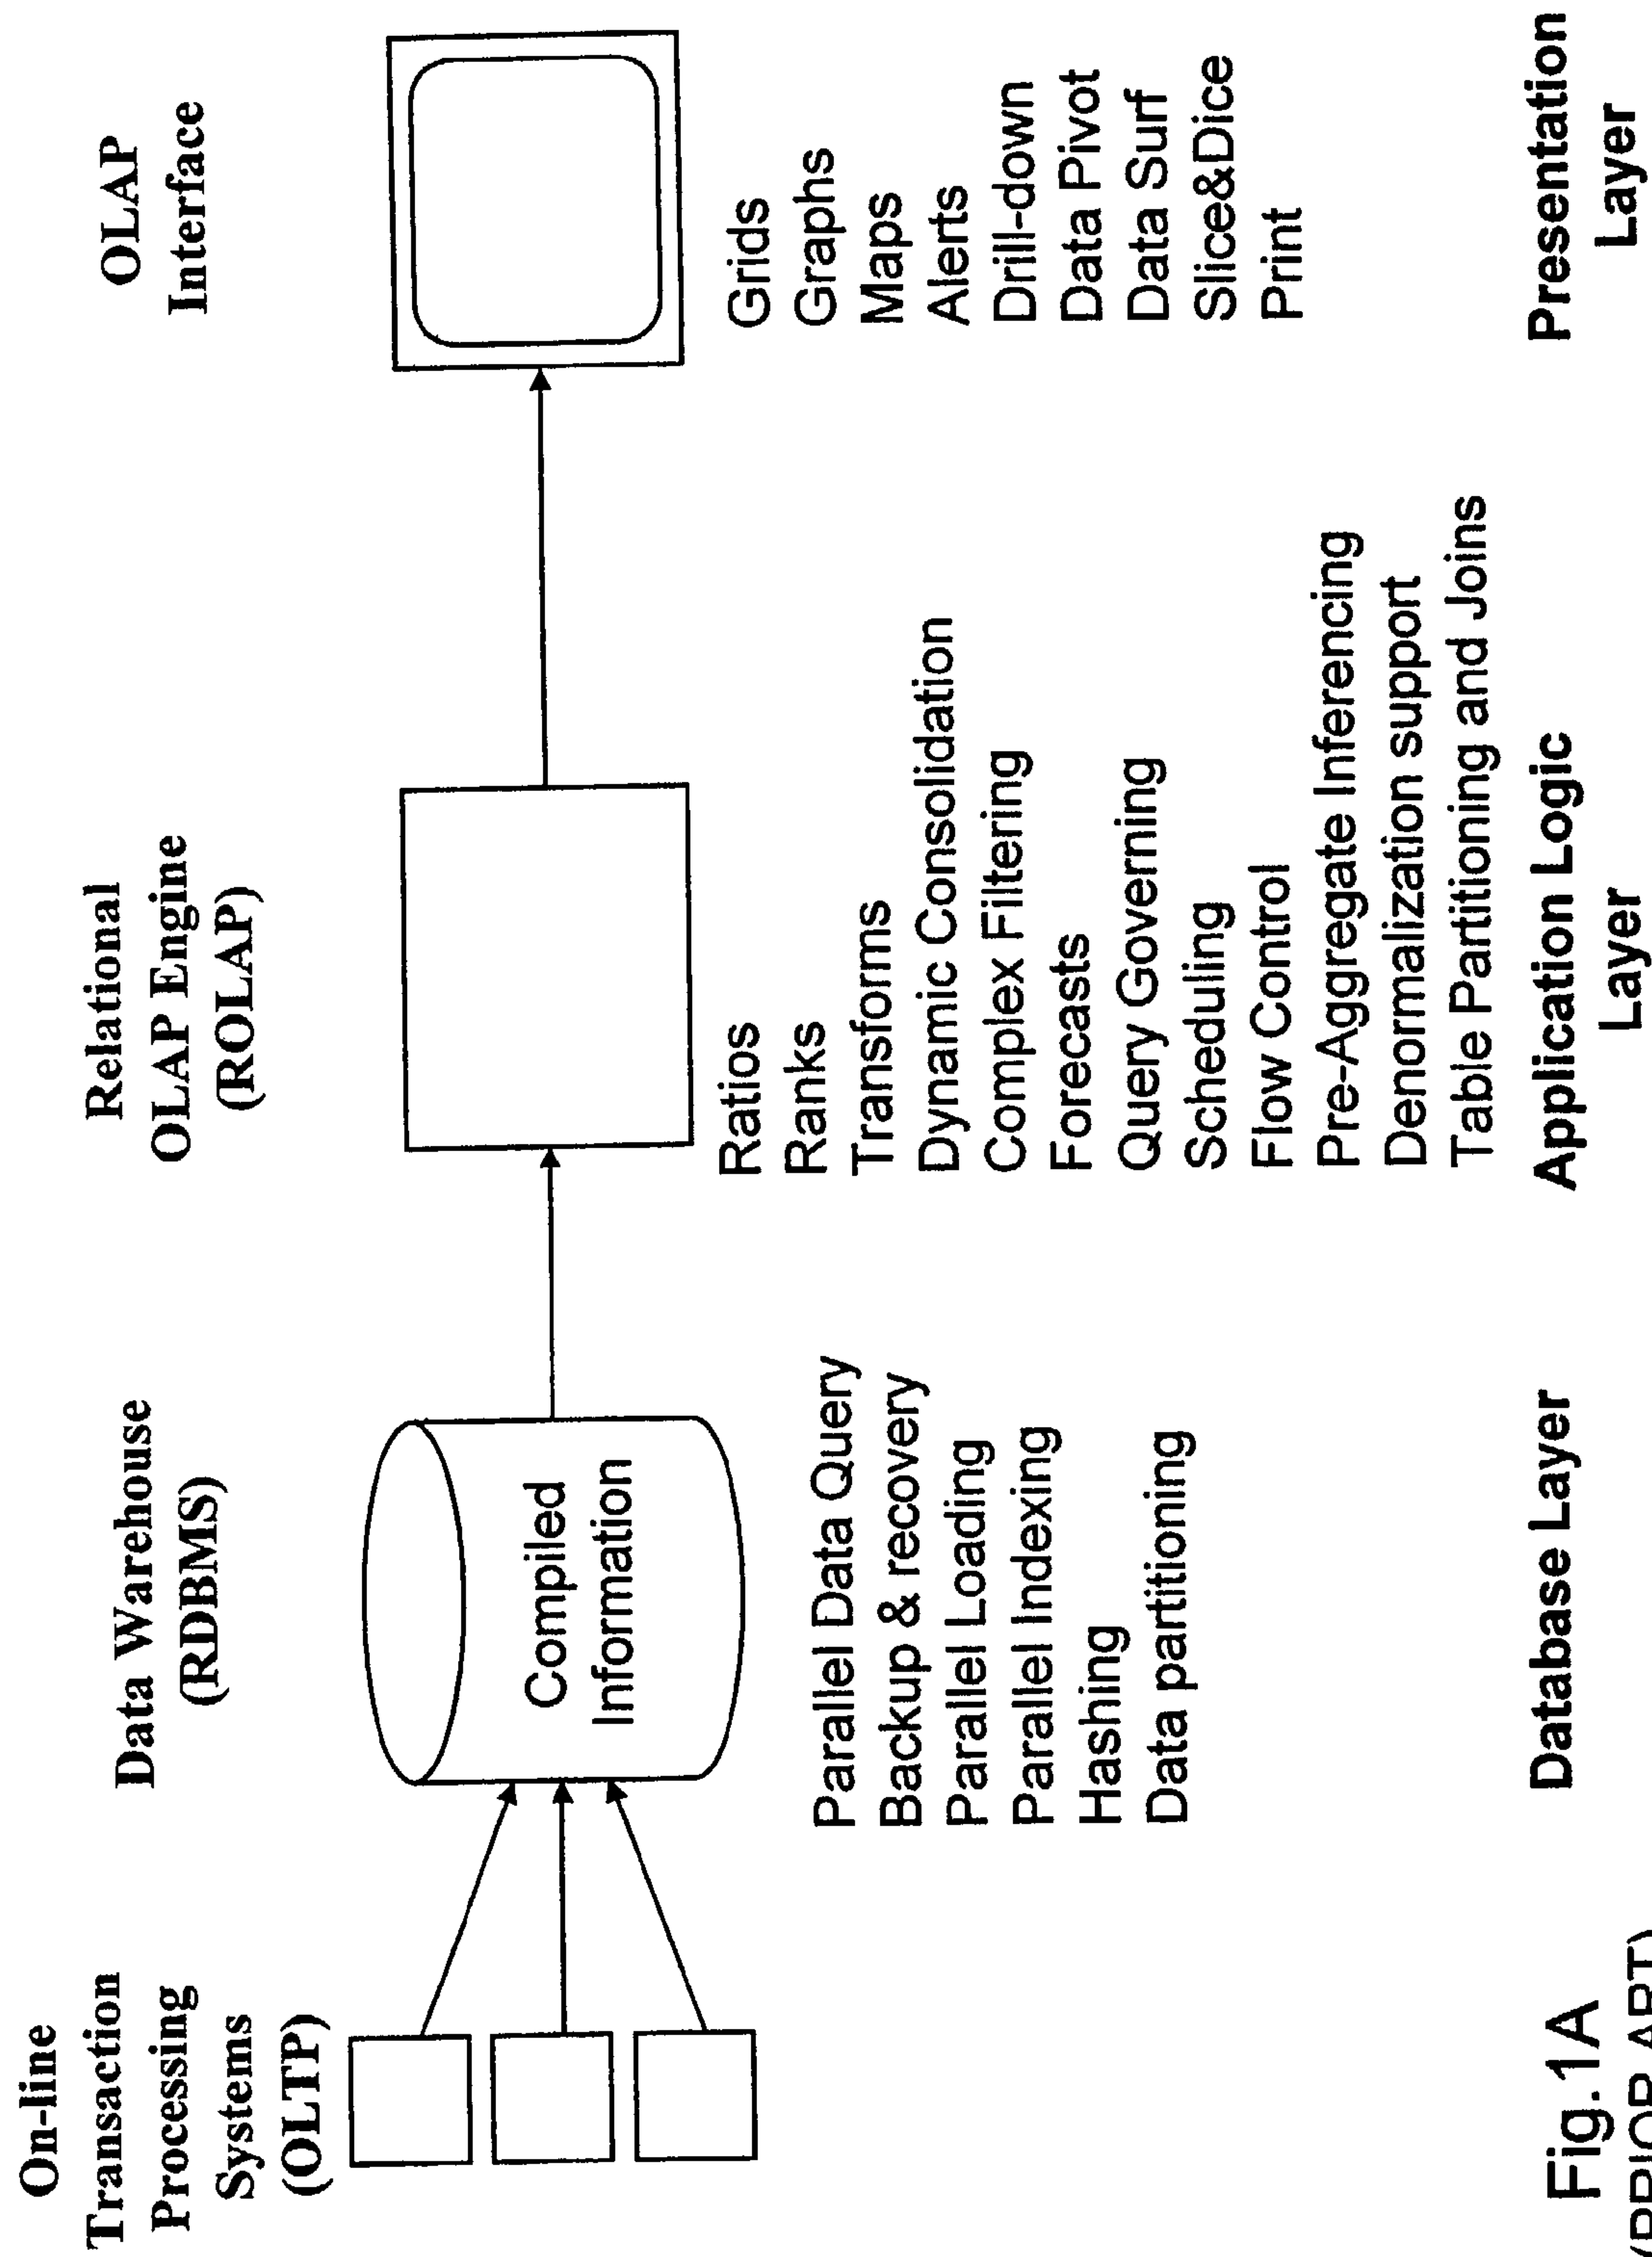 On-line
Transaction
Processing
Systems
(OLTP)
Data Warehouse
(RDBMS)
Relational
OLAP Engine
(ROLAP)
OLAP
Interface
Compiled
Information
Parallel Data Query
Backup & recovery
Parallel Loading
Parallel Indexing
Hashing
Data partitioning
Ratios
Ranks
Transforms
Dynamic Consolidation
Complex Filtering
Forecasts
Query Governing
Scheduling
Flow Control
Pre-Aggregate Inferencing
Denormalization support
Table Partitioning and Joins
Grids
Graphs
Maps
Alerts
Drill-down
Data Pivot
Data Surf
Slice&Dice
Print
Database Layer
Application Logic
Layer
Presentation
Layer
Fig.1A
(PRIOR ART)